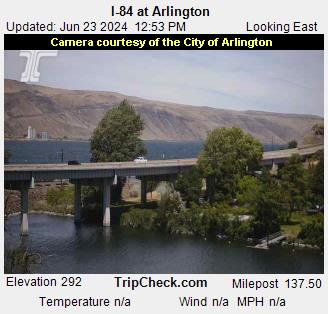 I-84 at Arlington
Updated: Jun 23 2024 12:53 PM Looking East
Camera courtesy of the City of Arlington
Elevation 292 TripCheck.com Milepost 137.50
Temperature n/a Wind n/a MPH n/a